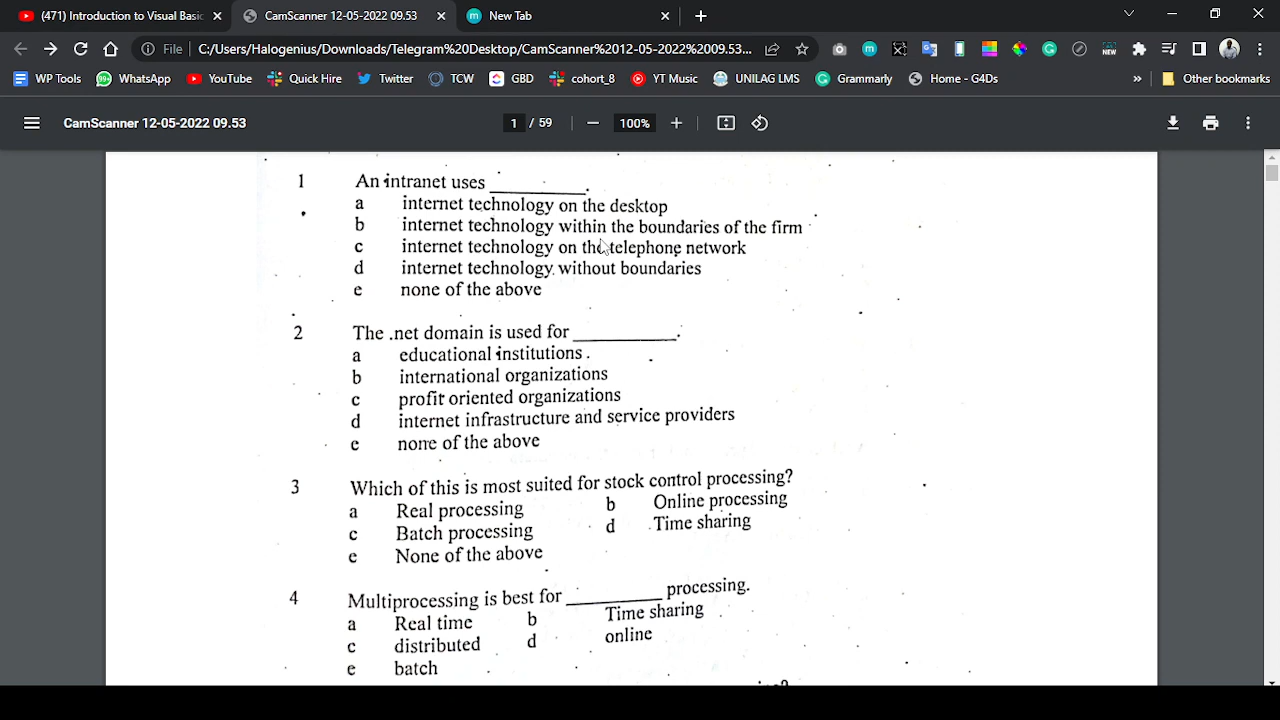 (471) Introduction to Visual Basic
CamScanner 12-05-2022 09.53
New Tab
File
C:/Users/Halogenius/Downloads/Telegram%20Desktop/CamScanner%2012-05-2022%2009.53...
NEW
WP Tools
WhatsApp
YouTube
Quick Hire
Twitter
TCW
GBD
cohort_8
YT Music
UNILAG LMS
Grammarly
Home - G4Ds
»
Other bookmarks
CamScanner 12-05-2022 09.53
1 / 59
100%
1 An intranet uses __________.
a internet technology on the desktop
b internet technology within the boundaries of the firm
c internet technology on the telephone network
d internet technology without boundaries
e none of the above
2 The .net domain is used for __________.
a educational institutions
b international organizations
c profit oriented organizations
d internet infrastructure and service providers
e none of the above
3 Which of this is most suited for stock control processing?
a Real processing b Online processing
c Batch processing d Time sharing
e None of the above
4 Multiprocessing is best for __________ processing.
a Real time b Time sharing
c distributed d online
e batch